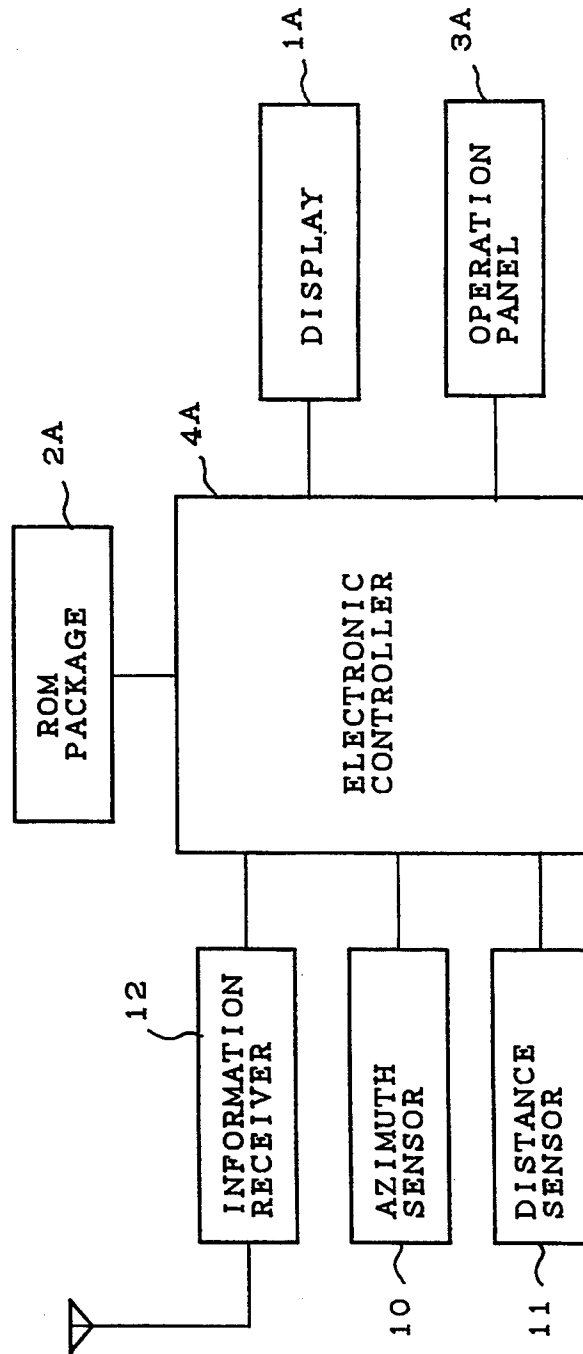 2A
ROM
PACKAGE
12
INFORMATION
RECEIVER
4A
1A
DISPLAY
AZIMUTH
SENSOR
10
ELECTRONIC
CONTROLLER
3A
OPERATION
PANEL
DISTANCE
SENSOR
11